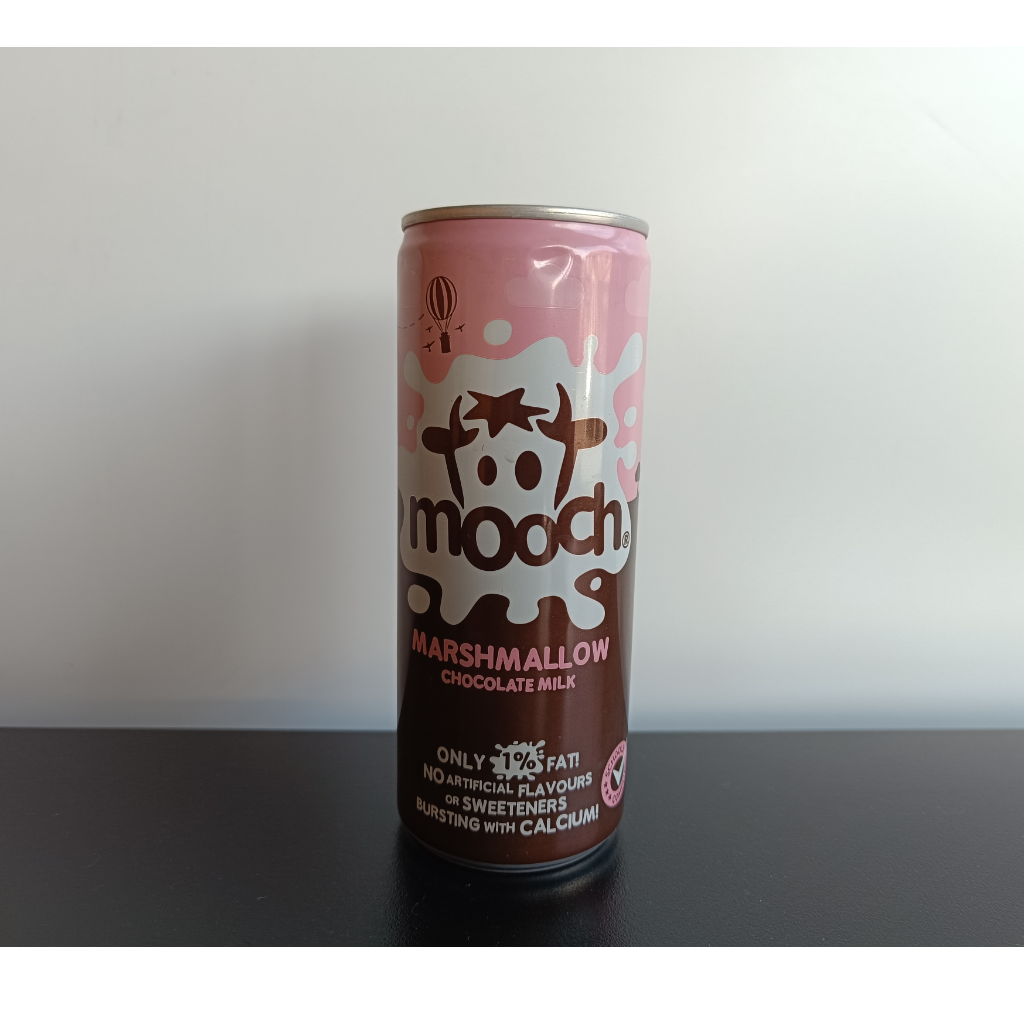 mooch®
MARSHMALLOW
CHOCOLATE MILK
ONLY 1% FAT!
NO ARTIFICIAL FLAVOURS
OR SWEETENERS
BURSTING WITH CALCIUM!